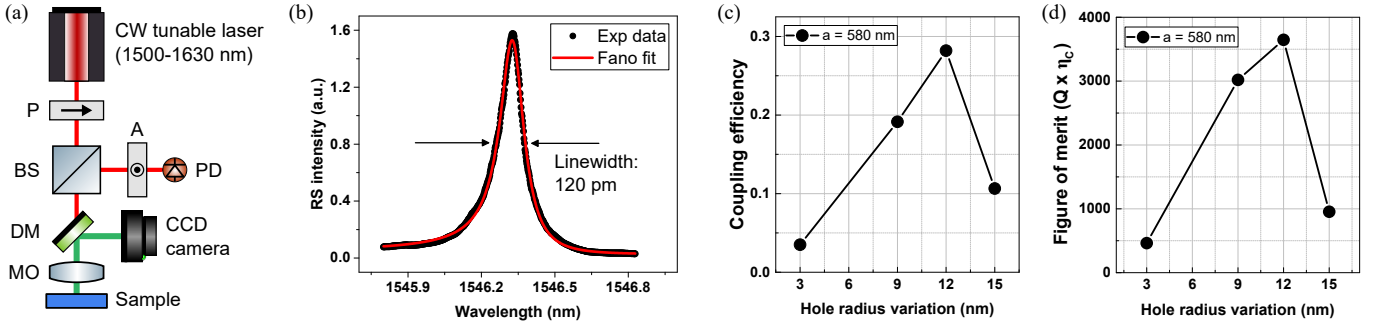 (a)
CW tunable laser
(1500-1630 nm)
P
A
BS
PD
DM
CCD
camera
MO
Sample
(b)
RS intensity (a.u.)
1.6
1.2
0.8
0.4
0.0
Exp data
Fano fit
Linewidth:
120 pm
1545.9
1546.2
1546.5
1546.8
Wavelength (nm)
(c)
Coupling efficiency
0.3
0.2
0.1
0.0
a = 580 nm
3
6
9
12
15
Hole radius variation (nm)
(d)
Figure of merit (Q x η_C)
4000
3000
2000
1000
0
a = 580 nm
3
6
9
12
15
Hole radius variation (nm)